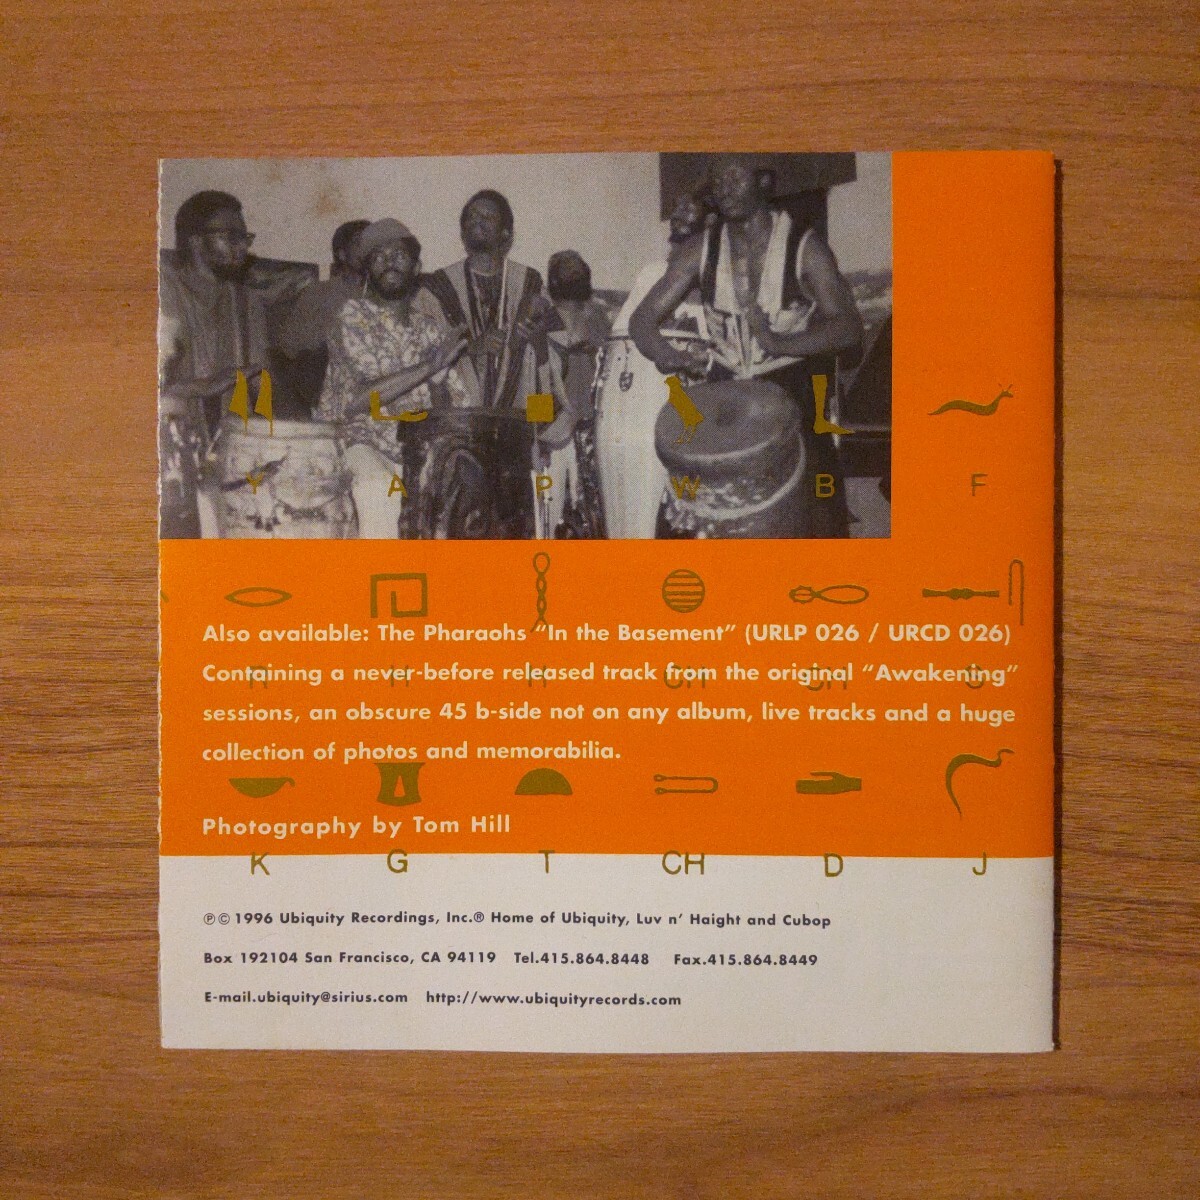 Y A P W B F
Also available: The Pharaohs "In the Basement" (URLP 026 / URCD 026)
R H H CH CH S
Containing a never-before released track from the original “Awakening”
sessions, an obscure 45 b-side not on any album, live tracks and a huge
collection of photos and memorabilia.
Photography by Tom Hill
K G T CH D J
℗© 1996 Ubiquity Recordings, Inc.® Home of Ubiquity, Luv n’ Haight and Cubop
Box 192104 San Francisco, CA 94119 Tel.415.864.8448 Fax.415.864.8449
E-mail.ubiquity@sirius.com http://www.ubiquityrecords.com